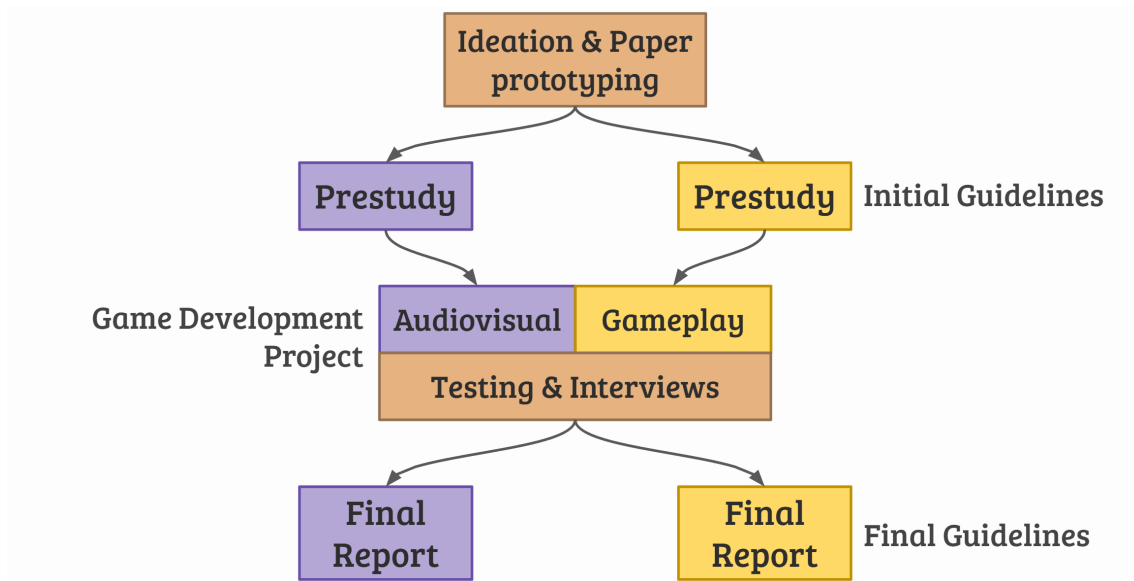 Ideation & Paper
prototyping
Prestudy
Prestudy
Initial Guidelines
Game Development
Project
Audiovisual
Gameplay
Testing & Interviews
Final
Report
Final
Report
Final Guidelines